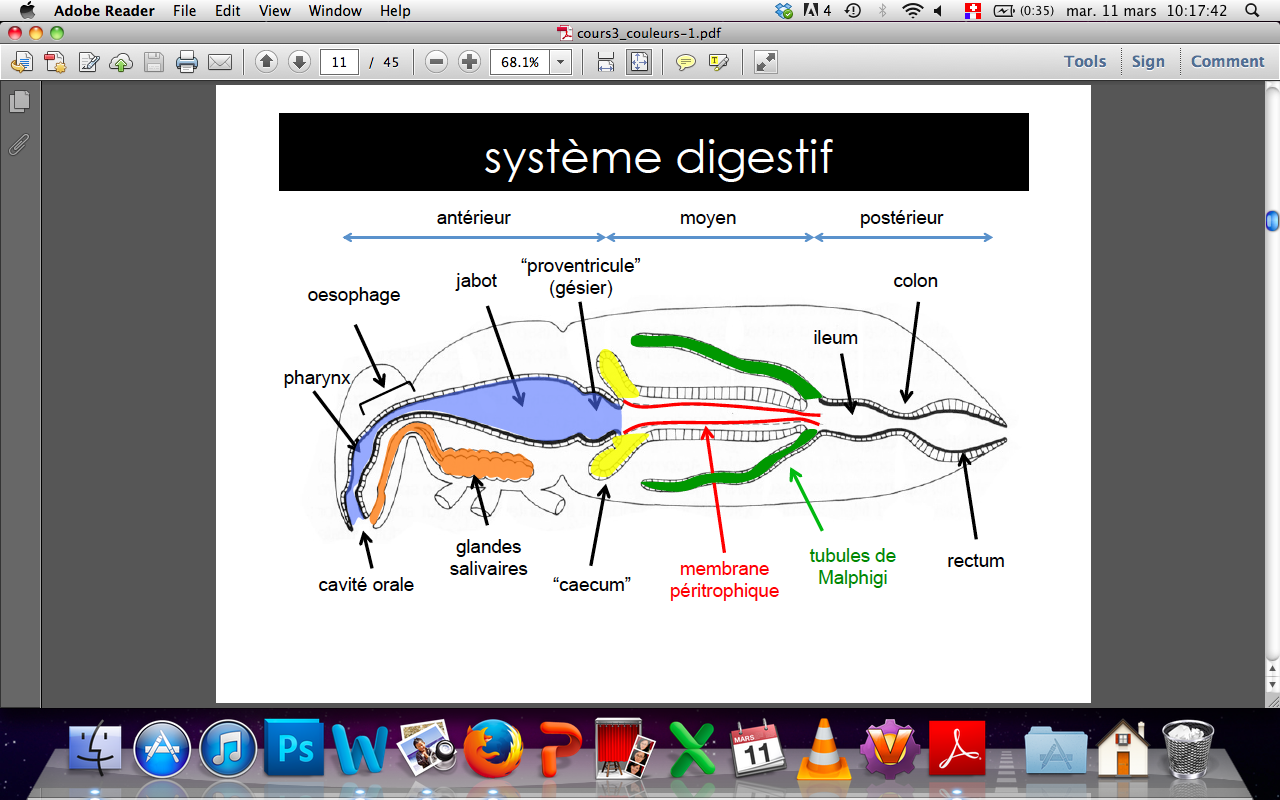 Adobe Reader File Edit View Window Help
4 (0:35) mar. 11 mars 10:17:42
cours3_couleurs-1.pdf
11 / 45 68.1% Tools Sign Comment
système digestif
antérieur moyen postérieur
“proventricule”
(gésier)
jabot
colon
oesophage
ileum
pharynx
glandes
salivaires
cavité orale
“caecum”
membrane
péritrophique
tubules de
Malphigi
rectum
Ps
MARS
11